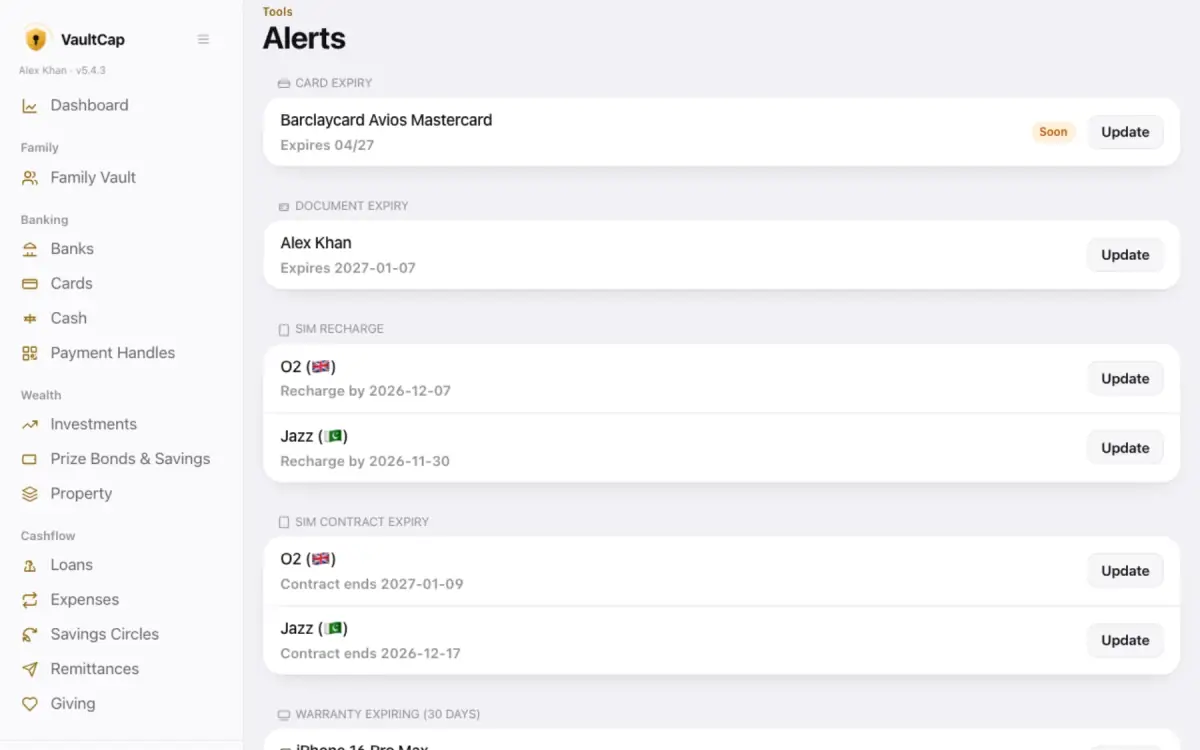 VaultCap
Alex Khan · v5.4.3
Dashboard
Family
Family Vault
Banking
Banks
Cards
Cash
Payment Handles
Wealth
Investments
Prize Bonds & Savings
Property
Cashflow
Loans
Expenses
Savings Circles
Remittances
Giving
Tools
Alerts
CARD EXPIRY
Barclaycard Avios Mastercard
Expires 04/27
Soon
Update
DOCUMENT EXPIRY
Alex Khan
Expires 2027-01-07
Update
SIM RECHARGE
O2 (🇬🇧)
Recharge by 2026-12-07
Update
Jazz (🇵🇰)
Recharge by 2026-11-30
Update
SIM CONTRACT EXPIRY
O2 (🇬🇧)
Contract ends 2027-01-09
Update
Jazz (🇵🇰)
Contract ends 2026-12-17
Update
WARRANTY EXPIRING (30 DAYS)
iPhone 16 Pro Max